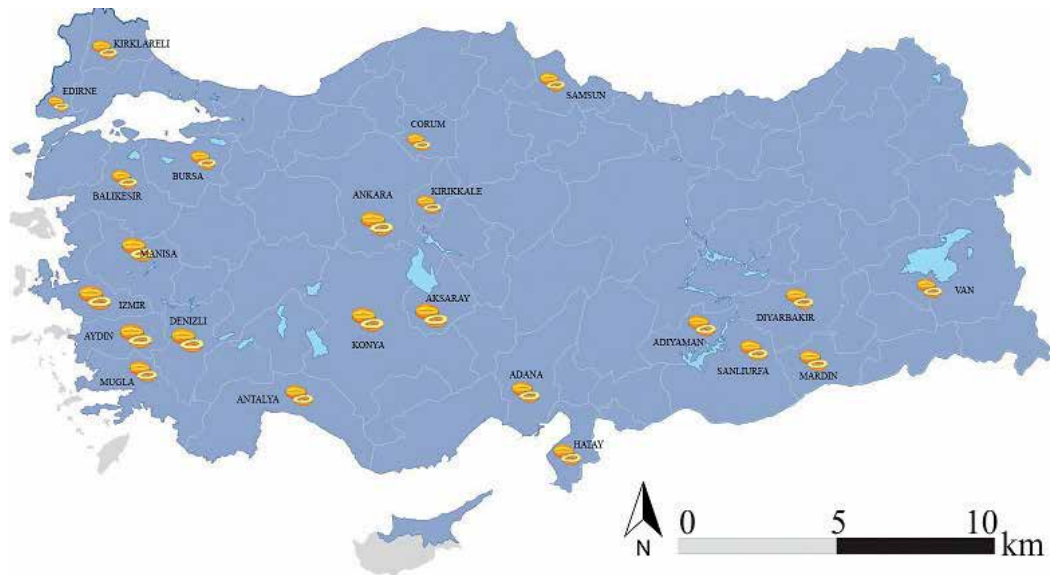 KIRKLARELI
EDIRNE
SAMSUN
CORUM
BURSA
BALIKESIR
ANKARA
KIRIKKALE
MANISA
VAN
IZMIR
AKSARAY
DIYARBAKIR
AYDIN
DENIZLI
KONYA
ADIYAMAN
SANLIURFA
MARDIN
MUGLA
ANTALYA
ADANA
HATAY
N
0 5 10
km